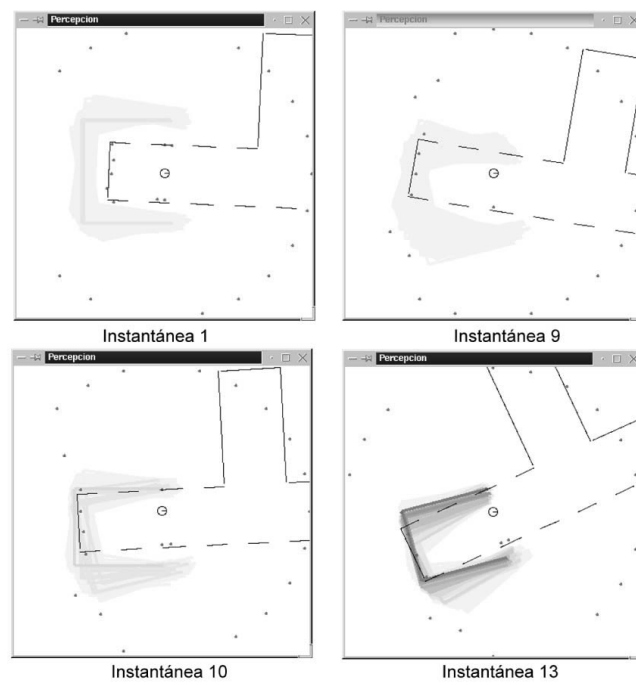 Percepcion
Percepcion
Instantánea 1
Instantánea 9
Percepcion
Percepcion
Instantánea 10
Instantánea 13